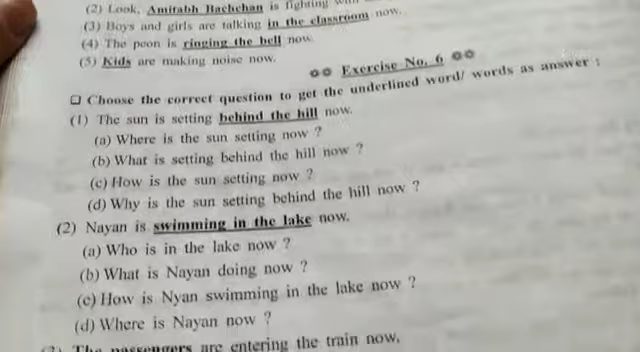 (2) Look, Amitabh Bachchan is fighting with
(3) Boys and girls are talking in the classroom now.
(4) The peon is ringing the bell now.
(5) Kids are making noise now.
Exercise No. 6
Choose the correct question to get the underlined word/ words as answer :
(1) The sun is setting behind the hill now.
(a) Where is the sun setting now ?
(b) What is setting behind the hill now ?
(c) How is the sun setting now ?
(d) Why is the sun setting behind the hill now ?
(2) Nayan is swimming in the lake now.
(a) Who is in the lake now ?
(b) What is Nayan doing now ?
(c) How is Nyan swimming in the lake now ?
(d) Where is Nayan now ?
The passengers are entering the train now.